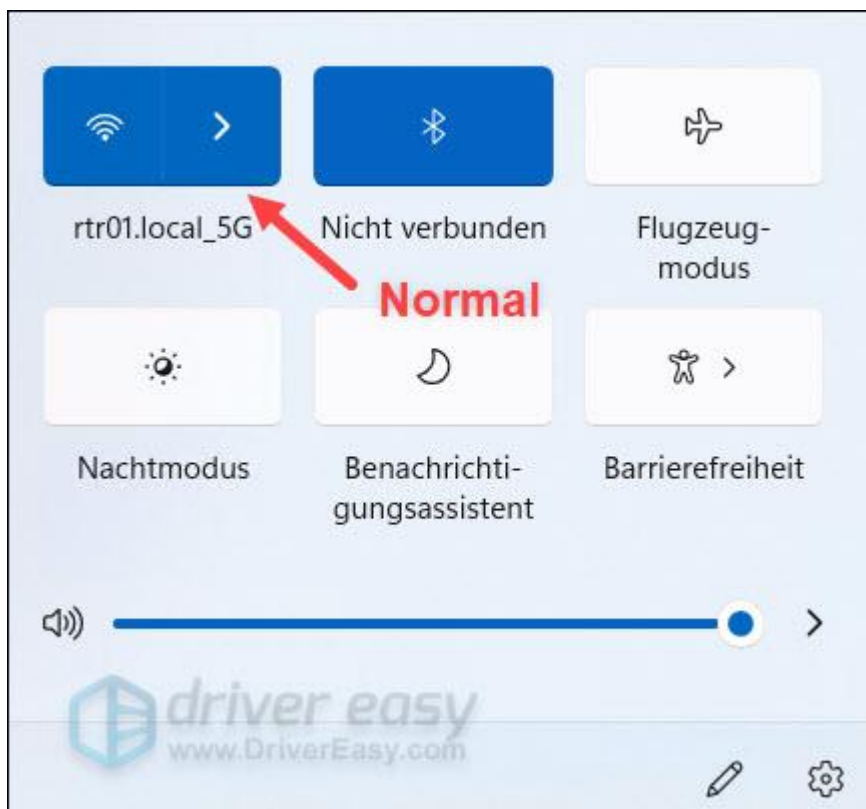 rtr01.local_5G
Nicht verbunden
Flugzeug-
modus
Normal
Nachtmodus
Benachrichti-
gungsassistent
Barrierefreiheit
driver easy
www.DriverEasy.com